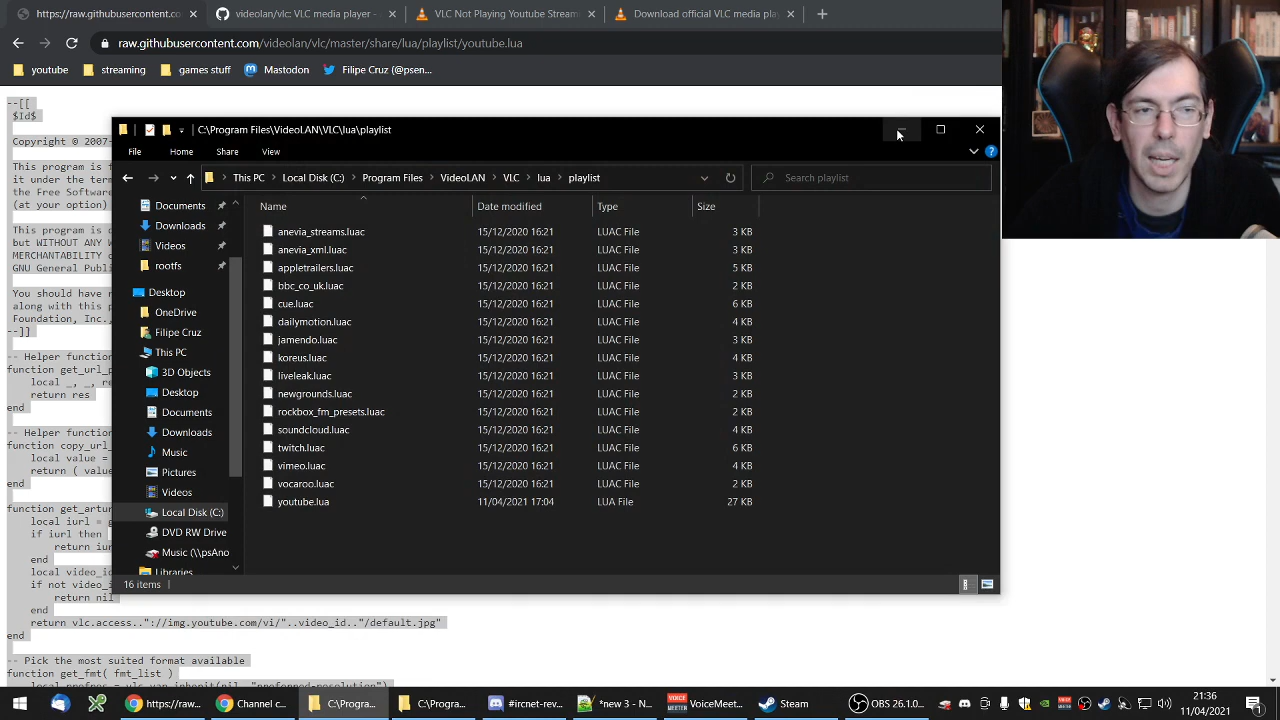 https://raw.githubusercontent.co
videolan/vlc VLC media player -
VLC Not Playing Youtube Stream
Download official VLC media play
raw.githubusercontent.com/videolan/vlc/master/share/lua/playlist/youtube.lua
youtube
streaming
games stuff
Mastodon
Filipe Cruz (@psen...
--[[
$Id$
Copyright © 2007-
This program is f
it under the
the
(at your option)
This program is d
but WITHOUT ANY W
MERCHANTABILITY o
GNU General Publi
You should have r
along with this p
Foundation, Inc.,
--]]
-- Helper function
function get_url_p
local _, _, re
return res
end
-- Helper function
function copy_url_
local value =
return ( value
end
function get_artur
local iurl = g
if iurl then
return iur
end
local video_id
if not video_i
return nil
end
return vlc.access.."://img.youtube.com/vi/"..video_id.."/default.jpg"
end
-- Pick the most suited format available
function get_fmt( fmt_list )
local prefres = vlc.var.inherit(nil, "preferred-resolution")
C:\Program Files\VideoLAN\VLC\lua\playlist
File
Home
Share
View
This PC
Local Disk (C:)
Program Files
VideoLAN
VLC
lua
playlist
Search playlist
Documents
Downloads
Videos
rootfs
Desktop
OneDrive
Filipe Cruz
This PC
3D Objects
Desktop
Documents
Downloads
Music
Pictures
Videos
Local Disk (C:)
DVD RW Drive
Music (\\psAno
Libraries
Name Date modified Type Size
anevia_streams.luac 15/12/2020 16:21 LUAC File 3 KB
anevia_xml.luac 15/12/2020 16:21 LUAC File 3 KB
appletrailers.luac 15/12/2020 16:21 LUAC File 5 KB
bbc_co_uk.luac 15/12/2020 16:21 LUAC File 2 KB
cue.luac 15/12/2020 16:21 LUAC File 6 KB
dailymotion.luac 15/12/2020 16:21 LUAC File 4 KB
jamendo.luac 15/12/2020 16:21 LUAC File 3 KB
koreus.luac 15/12/2020 16:21 LUAC File 4 KB
liveleak.luac 15/12/2020 16:21 LUAC File 3 KB
newgrounds.luac 15/12/2020 16:21 LUAC File 2 KB
rockbox_fm_presets.luac 15/12/2020 16:21 LUAC File 2 KB
soundcloud.luac 15/12/2020 16:21 LUAC File 4 KB
twitch.luac 15/12/2020 16:21 LUAC File 6 KB
vimeo.luac 15/12/2020 16:21 LUAC File 4 KB
vocaroo.luac 15/12/2020 16:21 LUAC File 2 KB
youtube.lua 11/04/2021 17:04 LUA File 27 KB
16 items
https://raw...
Channel c...
C:\Program
C:\Progra...
#ircnet-rev...
*new 3 - N...
VOICE MEETER
VoiceMeet...
Steam
OBS 26.1.0...
21:36
11/04/2021
1